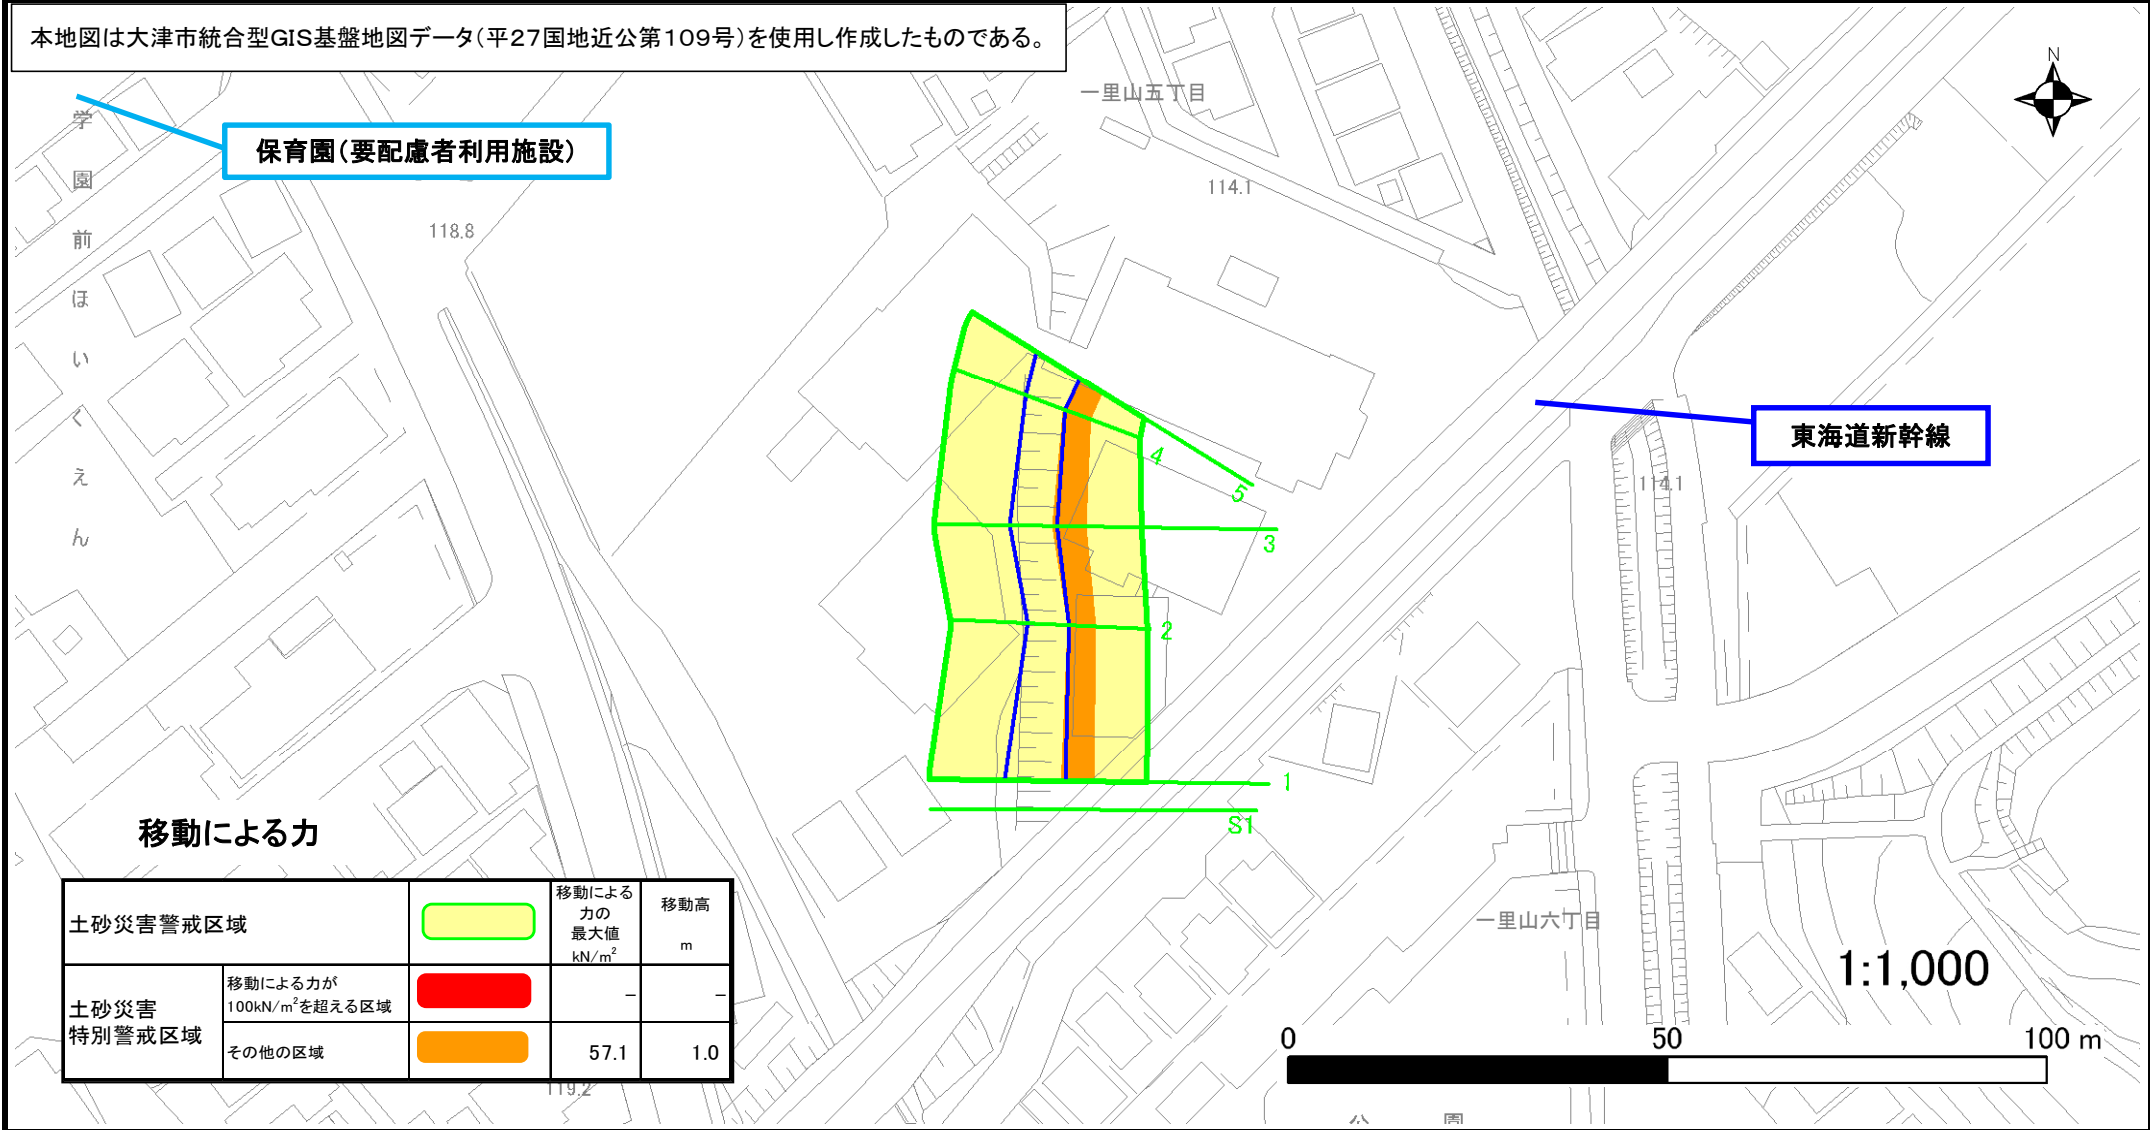 本地図は大津市統合型GIS基盤地図データ(平27国地近公第109号)を使用し作成したものである。
N
一里山五丁目
学園前ほいくえん
保育園(要配慮者利用施設)
114.1
118.8
東海道新幹線
114.1
4
5
3
2
1
S1
移動による力
土砂災害警戒区域
移動による
力の
最大値
kN/m²
移動高
m
土砂災害
特別警戒区域
移動による力が
100kN/m²を超える区域
–
–
その他の区域
57.1
1.0
119.2
一里山六丁目
1:1,000
0
50
100 m
公園